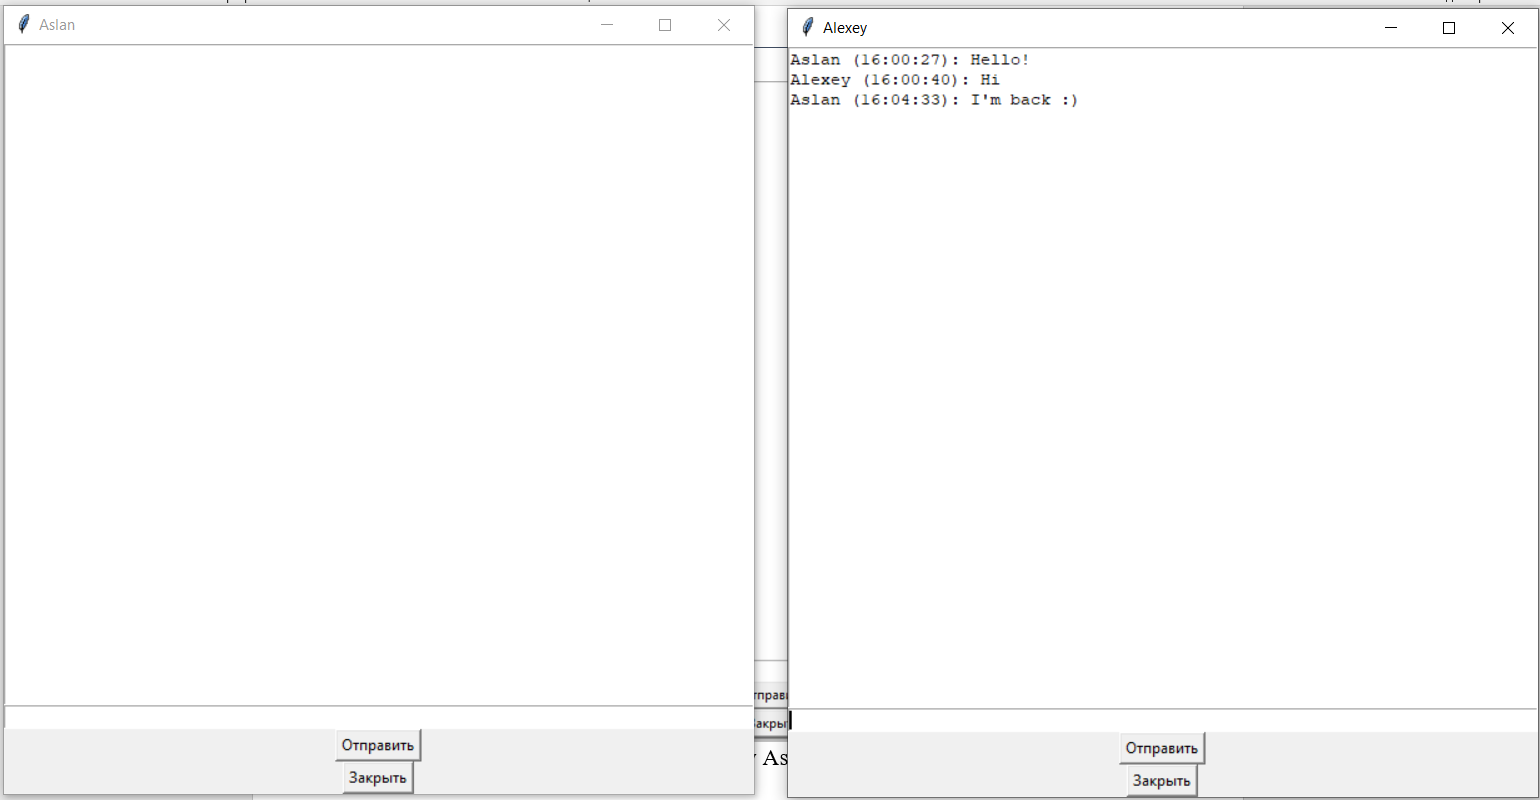 Aslan
Отправить
Закрыть
Alexey
Aslan (16:00:27): Hello!
Alexey (16:00:40): Hi
Aslan (16:04:33): I'm back :)
Отправить
Закрыть